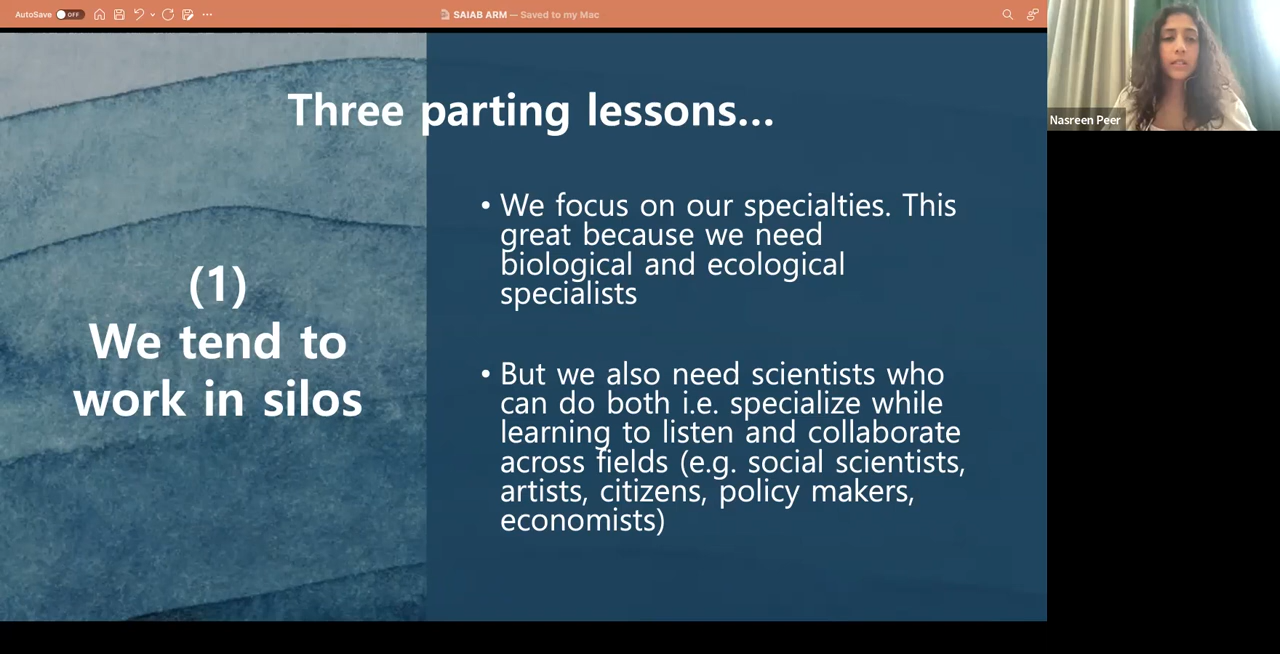 AutoSave OFF
SAIAB ARM — Saved to my Mac
Nasreen Peer
Three parting lessons...
(1)
We tend to
work in silos
• We focus on our specialties. This
great because we need
biological and ecological
specialists
• But we also need scientists who
can do both i.e. specialize while
learning to listen and collaborate
across fields (e.g. social scientists,
artists, citizens, policy makers,
economists)